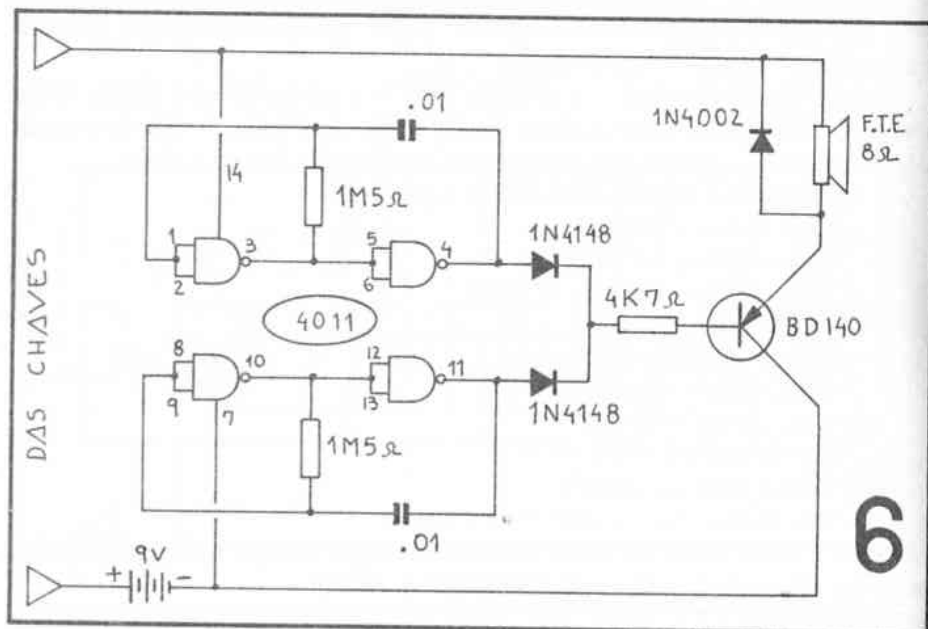 .01
1N4002
F.T.E
8Ω
14
1M5Ω
1
2
3
5
6
4
1N4148
4K7Ω
4011
BD140
DAS CHAVES
8
9
10
7
12
13
11
1N4148
1M5Ω
.01
6
9V
+
-